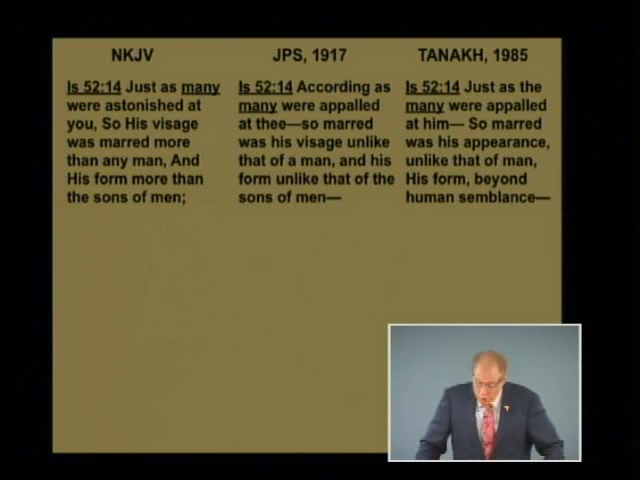 NKJV
Is 52:14 Just as many
were astonished at
you, So His visage
was marred more
than any man, And
His form more than
the sons of men;
JPS, 1917
Is 52:14 According as
many were appalled
at thee—so marred
was his visage unlike
that of a man, and his
form unlike that of the
sons of men—
TANAKH, 1985
Is 52:14 Just as the
many were appalled
at him— So marred
was his appearance,
unlike that of man,
His form, beyond
human semblance—